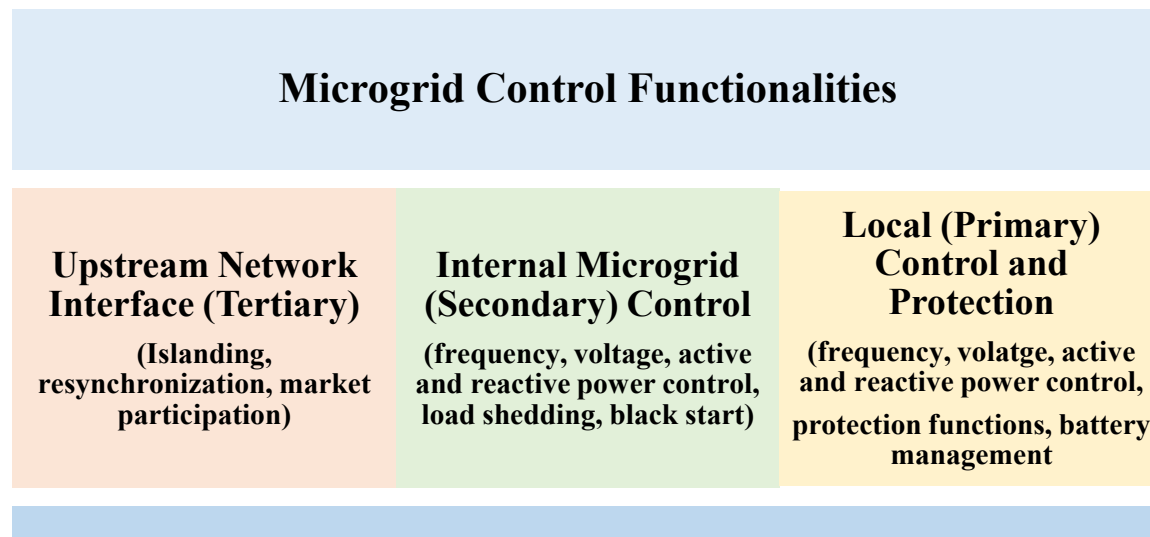 Microgrid Control Functionalities
Upstream Network
Interface (Tertiary)
(Islanding,
resynchronization, market
participation)
Internal Microgrid
(Secondary) Control
(frequency, voltage, active
and reactive power control,
load shedding, black start)
Local (Primary)
Control and
Protection
(frequency, volatge, active
and reactive power control,
protection functions, battery
management